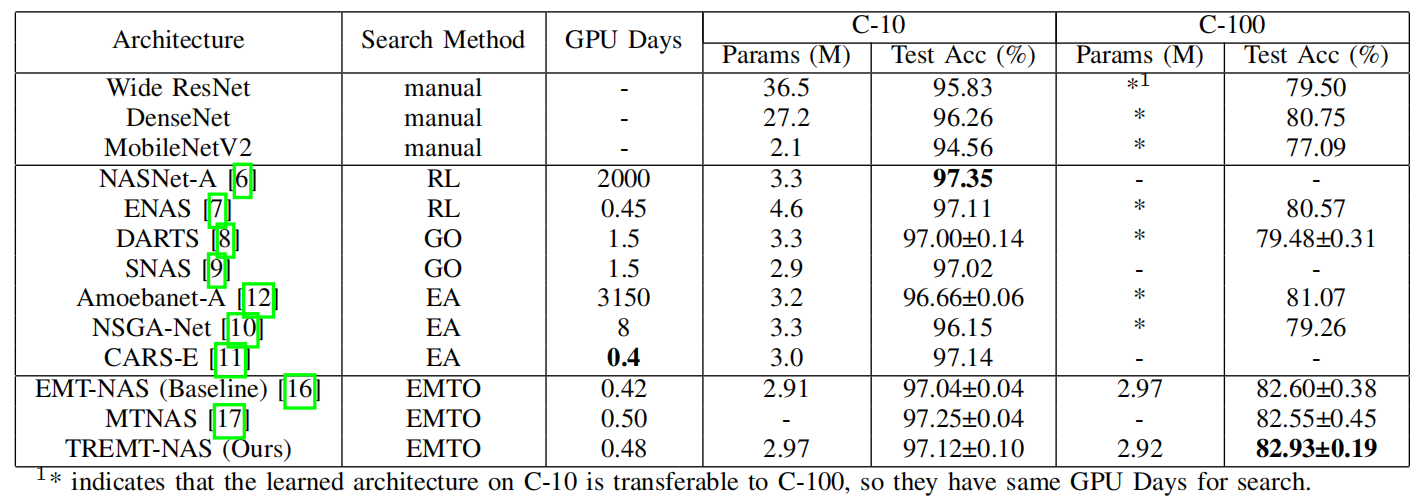 Architecture Search Method GPU Days C-10 C-100
Params (M) Test Acc (%) Params (M) Test Acc (%)
Wide ResNet manual - 36.5 95.83 *1 79.50
DenseNet manual - 27.2 96.26 * 80.75
MobileNetV2 manual - 2.1 94.56 * 77.09
NASNet-A [6] RL 2000 3.3 97.35 - -
ENAS [7] RL 0.45 4.6 97.11 * 80.57
DARTS [8] GO 1.5 3.3 97.00±0.14 * 79.48±0.31
SNAS [9] GO 1.5 2.9 97.02 - -
Amoebanet-A [12] EA 3150 3.2 96.66±0.06 * 81.07
NSGA-Net [10] EA 8 3.3 96.15 * 79.26
CARS-E [11] EA 0.4 3.0 97.14 - -
EMT-NAS (Baseline) [16] EMTO 0.42 2.91 97.04±0.04 2.97 82.60±0.38
MTNAS [17] EMTO 0.50 - 97.25±0.04 82.55±0.45
TREMT-NAS (Ours) EMTO 0.48 2.97 97.12±0.10 2.92 82.93±0.19
1* indicates that the learned architecture on C-10 is transferable to C-100, so they have same GPU Days for search.